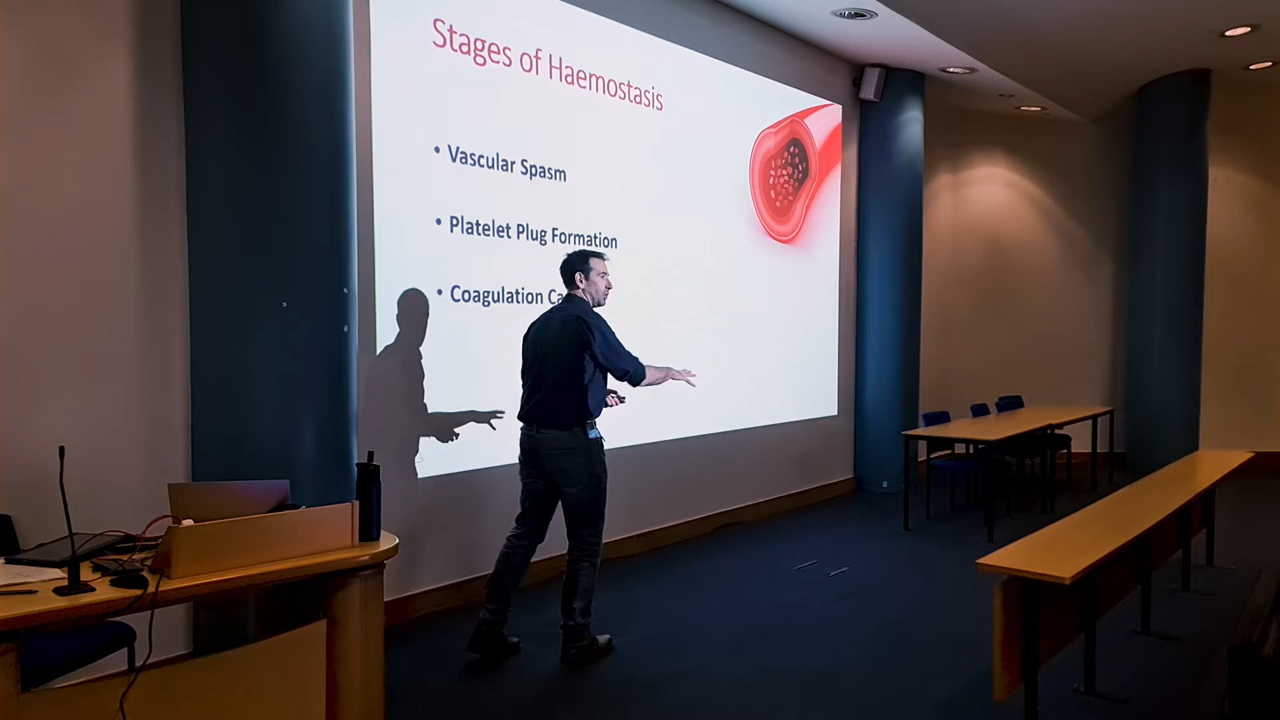 Stages of Haemostasis
• Vascular Spasm
• Platelet Plug Formation
• Coagulation